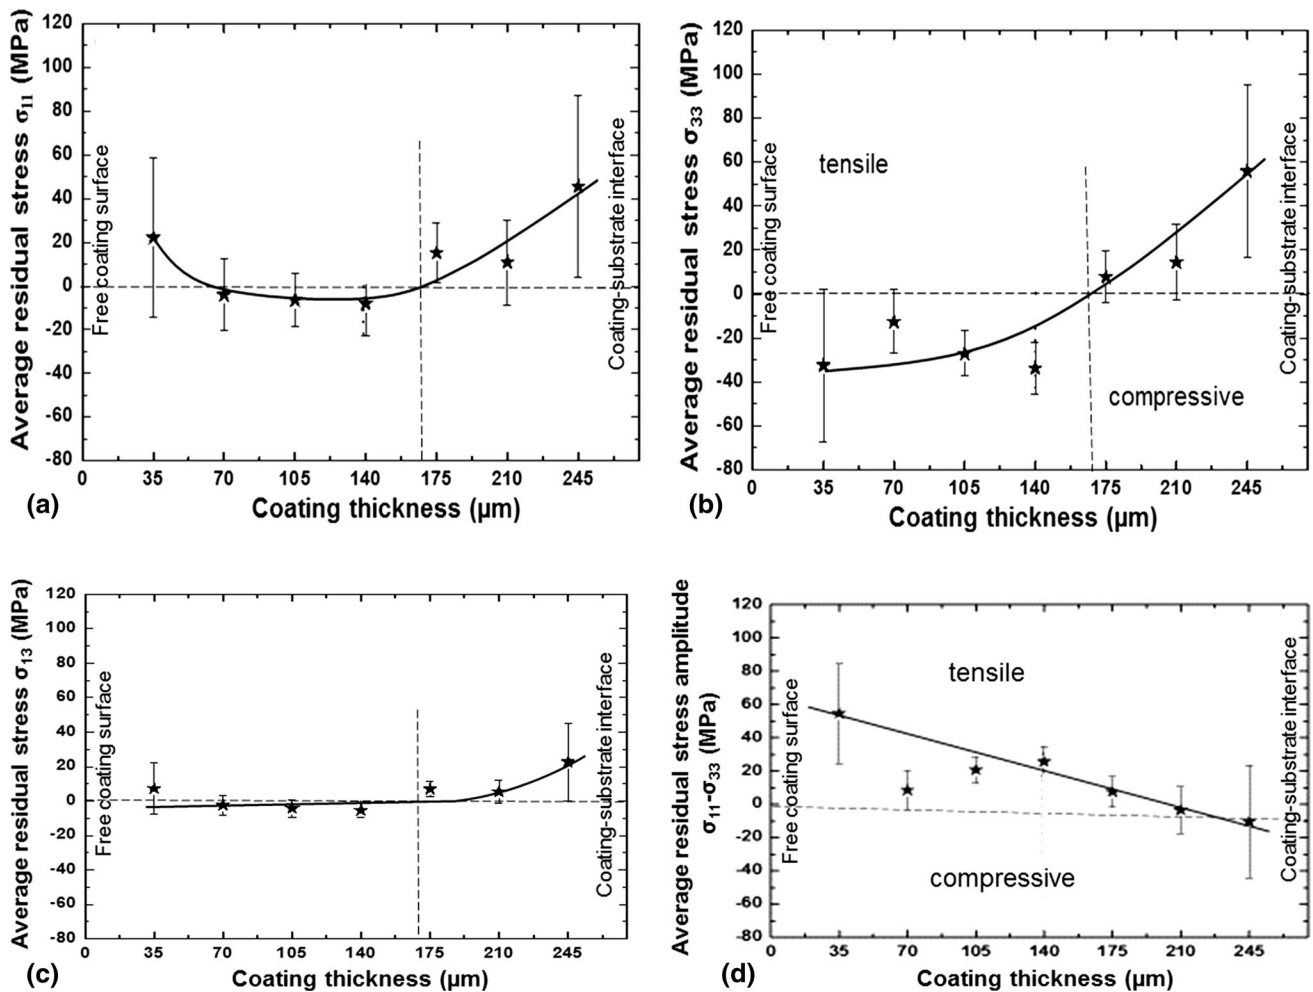 Average residual stress σ11 (MPa)
120
100
80
60
40
20
0
-20
-40
-60
-80
Free coating surface
Coating-substrate interface
0 35 70 105 140 175 210 245
(a) Coating thickness (µm)
Average residual stress σ33 (MPa)
120
100
80
60
40
20
0
-20
-40
-60
-80
Free coating surface
tensile
compressive
Coating-substrate interface
0 35 70 105 140 175 210 245
(b) Coating thickness (µm)
Average residual stress σ13 (MPa)
120
100
80
60
40
20
0
-20
-40
-60
-80
Free coating surface
Coating-substrate interface
0 35 70 105 140 175 210 245
(c) Coating thickness (µm)
Average residual stress amplitude
σ11-σ33 (MPa)
120
100
80
60
40
20
0
-20
-40
-60
-80
Free coating surface
tensile
compressive
Coating-substrate interface
0 35 70 105 140 175 210 245
(d) Coating thickness (µm)